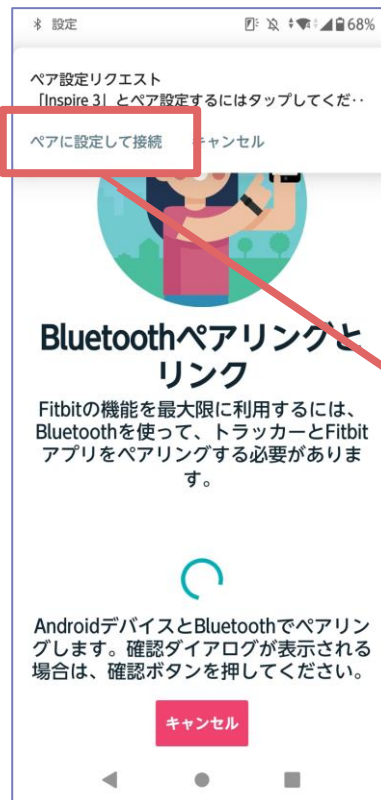 設定
68%
ペア設定リクエスト
「Inspire 3」とペア設定するにはタップしてくだ‥
ペアに設定して接続 キャンセル
Bluetoothペアリングと
リンク
Fitbitの機能を最大限に利用するには、
Bluetoothを使って、トラッカーとFitbit
アプリをペアリングする必要がありま
す。
AndroidデバイスとBluetoothでペアリン
グします。確認ダイアログが表示される
場合は、確認ボタンを押してください。
キャンセル